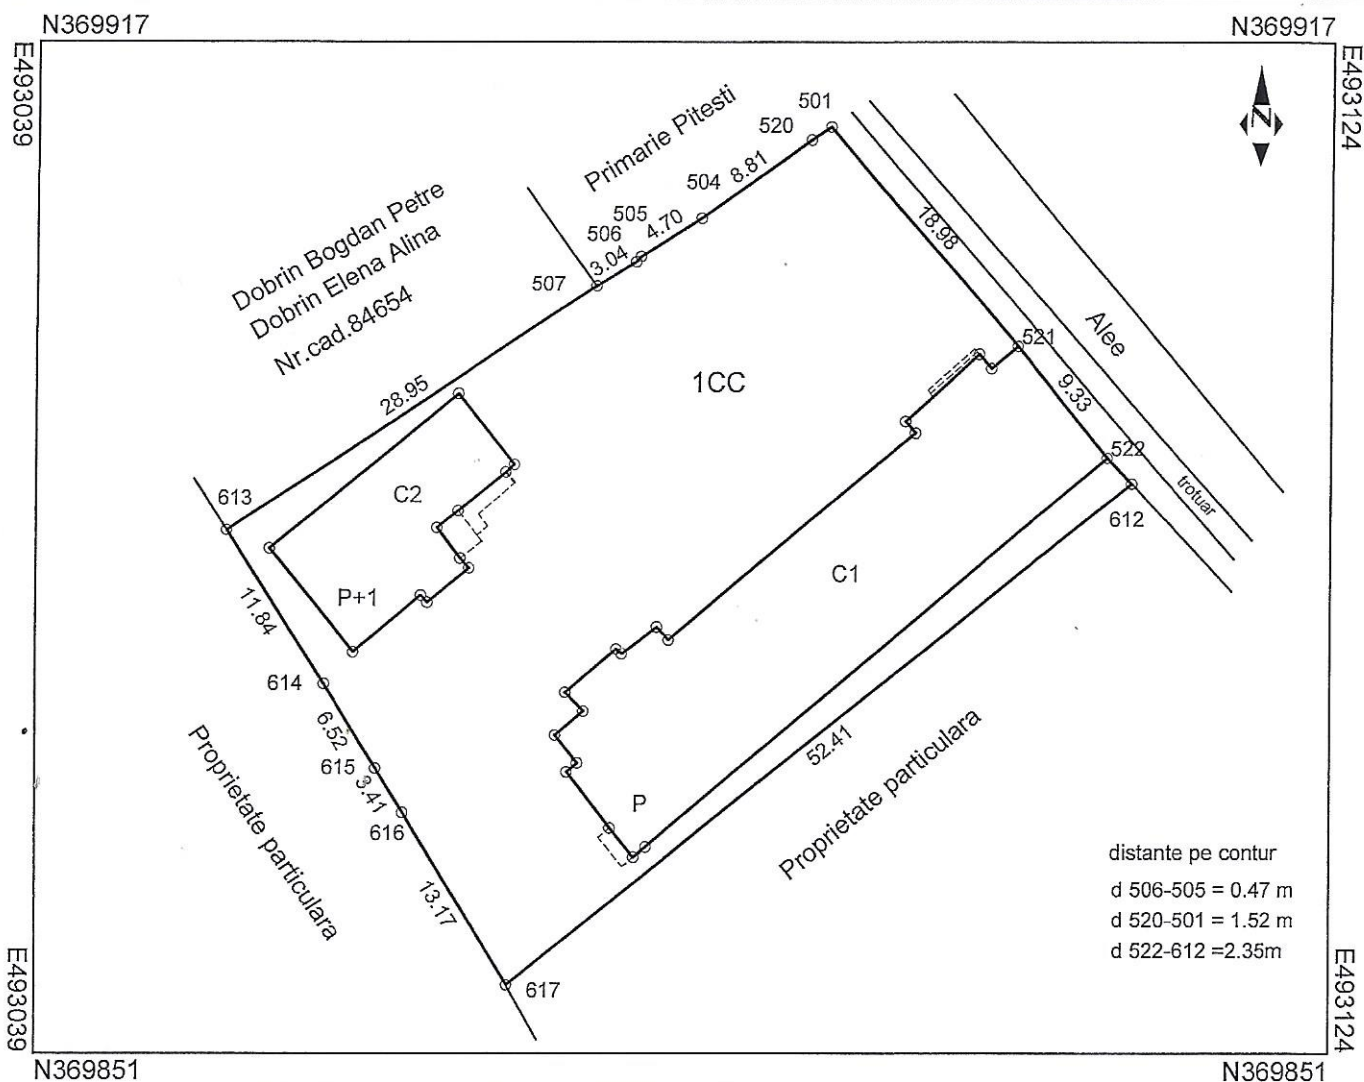 N369917
N369917
E493039
E493124
Primarie Pitesti
501
520
8.81
504
505
4.70
506
3.04
507
Dobrin Bogdan Petre
Dobrin Elena Alina
Nr.cad.84654
18.98
Alee
521
9.33
522
trotuar
612
1CC
28.95
C2
613
P+1
11.84
614
6.52
615
3.41
616
13.17
617
C1
P
52.41
Proprietate particulara
Proprietate particulara
distante pe contur
d 506-505 = 0.47 m
d 520-501 = 1.52 m
d 522-612 =2.35m
E493039
E493124
N369851
N369851
N